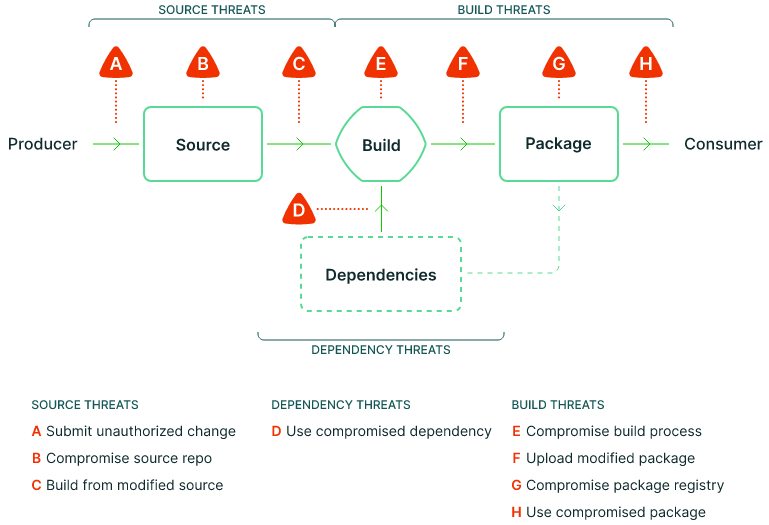 SOURCE THREATS
BUILD THREATS
A
B
C
E
F
G
H
Producer
Source
Build
Package
Consumer
D
Dependencies
DEPENDENCY THREATS
SOURCE THREATS
A Submit unauthorized change
B Compromise source repo
C Build from modified source
DEPENDENCY THREATS
D Use compromised dependency
BUILD THREATS
E Compromise build process
F Upload modified package
G Compromise package registry
H Use compromised package